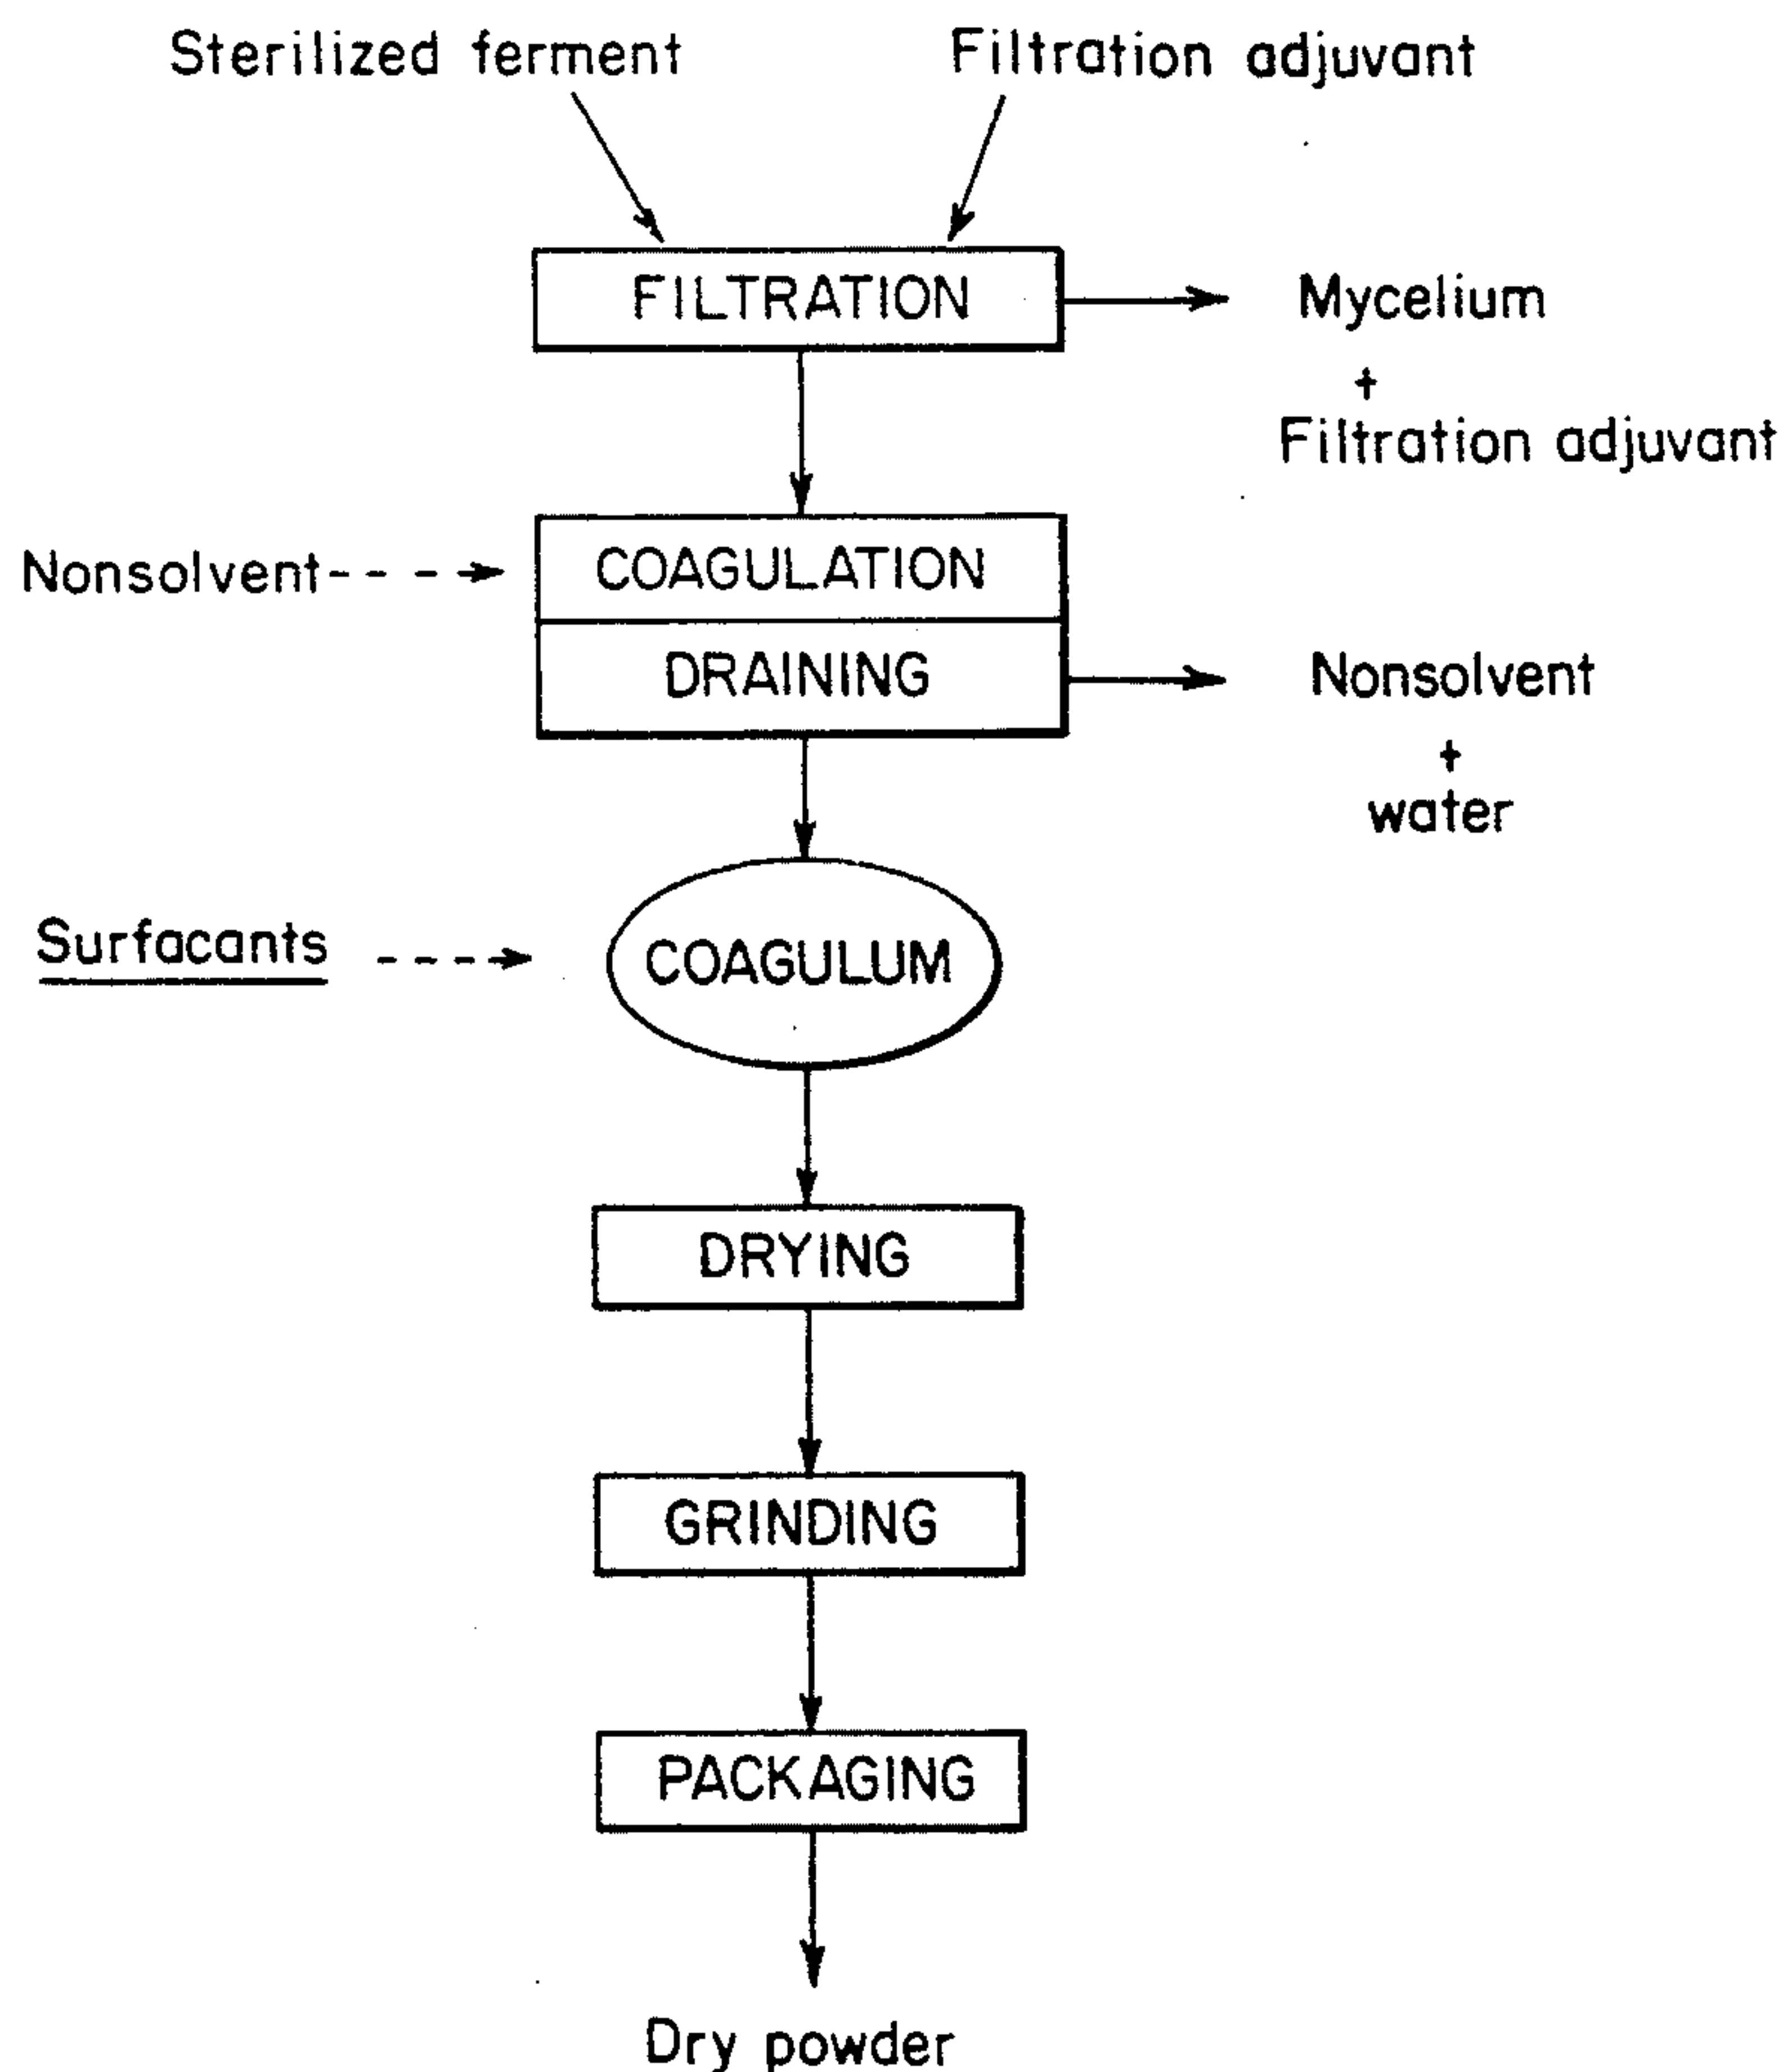 Sterilized ferment
Filtration adjuvant
FILTRATION
Mycelium
+
Filtration adjuvant
Nonsolvent
COAGULATION
DRAINING
Nonsolvent
+
water
Surfacants
COAGULUM
DRYING
GRINDING
PACKAGING
Dry powder